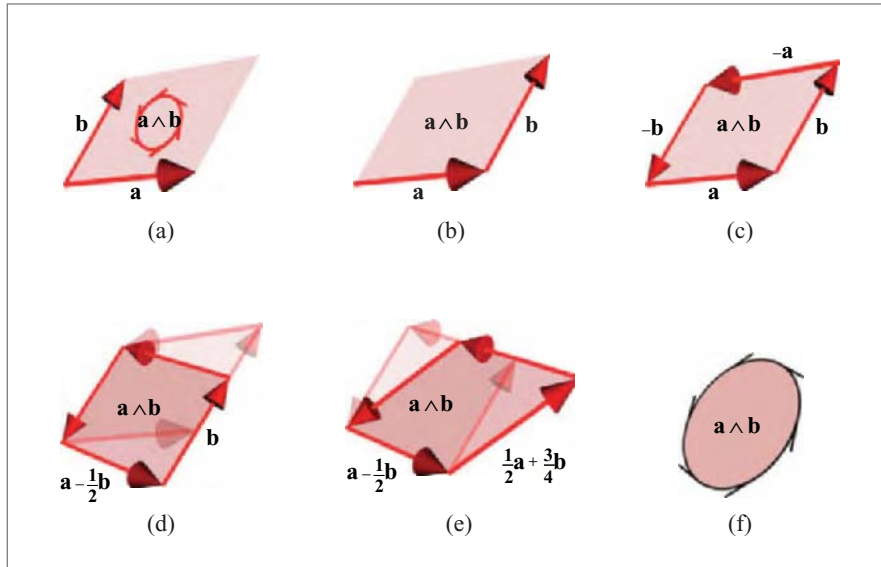 b
a ∧ b
a
(a)
a ∧ b
b
a
(b)
−a
−b
a ∧ b
b
a
(c)
a ∧ b
b
a − 1/2 b
(d)
a ∧ b
a − 1/2 b
1/2 a + 3/4 b
(e)
a ∧ b
(f)